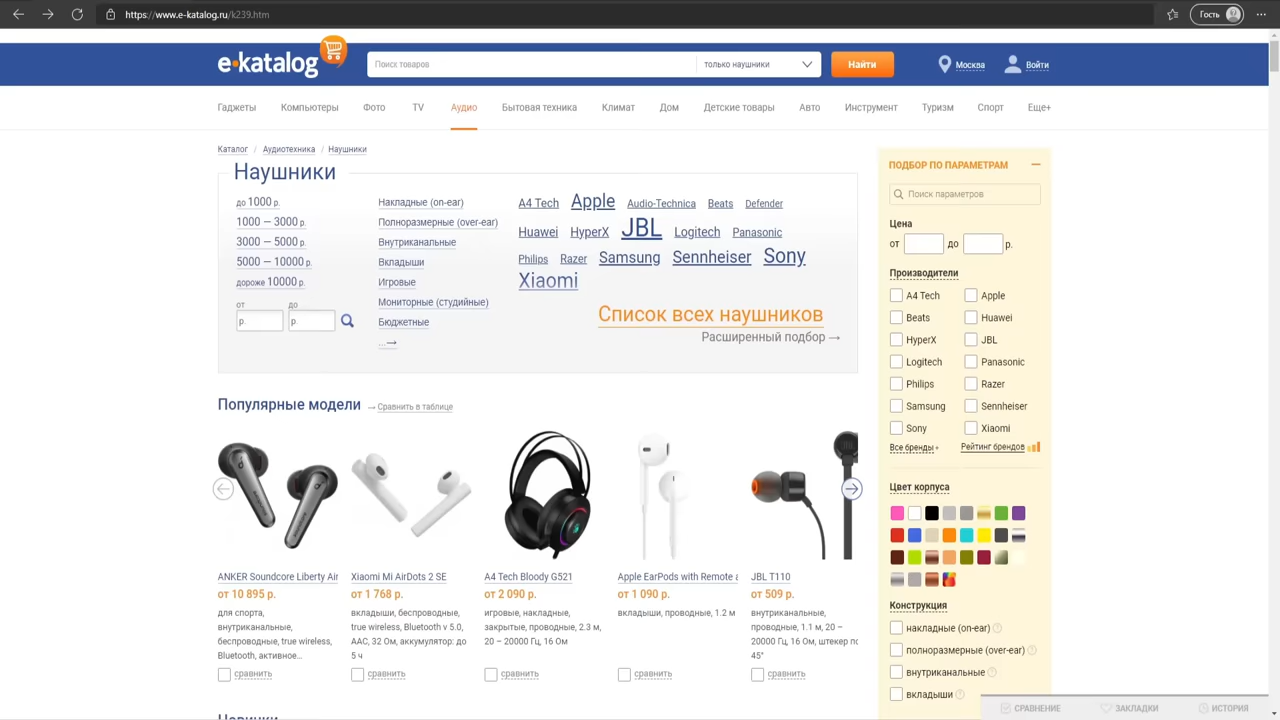 https://www.e-katalog.ru/k239.htm
Гость
e-katalog
Поиск товаров
только наушники
Найти
Москва
Войти
Гаджеты Компьютеры Фото TV Аудио Бытовая техника Климат Дом Детские товары Авто Инструмент Туризм Спорт Еще+
Каталог / Аудиотехника / Наушники
Наушники
до 1000 р.
1000 — 3000 р.
3000 — 5000 р.
5000 — 10000 р.
дороже 10000 р.
от до
р. р.
Накладные (on-ear)
Полноразмерные (over-ear)
Внутриканальные
Вкладыши
Игровые
Мониторные (студийные)
Бюджетные
...→
A4 Tech Apple Audio-Technica Beats Defender
Huawei HyperX JBL Logitech Panasonic
Philips Razer Samsung Sennheiser Sony
Xiaomi
Список всех наушников
Расширенный подбор →
Популярные модели → Сравнить в таблице
ANKER Soundcore Liberty Air
от 10 895 р.
для спорта,
внутриканальные,
беспроводные, true wireless,
Bluetooth, активное...
сравнить
Xiaomi Mi AirDots 2 SE
от 1 768 р.
вкладыши, беспроводные,
true wireless, Bluetooth v 5.0,
AAC, 32 Ом, аккумулятор: до
5 ч
сравнить
A4 Tech Bloody G521
от 2 090 р.
игровые, накладные,
закрытые, проводные, 2.3 м,
20 – 20000 Гц, 16 Ом
сравнить
Apple EarPods with Remote a
от 1 090 р.
вкладыши, проводные, 1.2 м
сравнить
JBL T110
от 509 р.
внутриканальные,
проводные, 1.1 м, 20 –
20000 Гц, 16 Ом, штекер по
45°
сравнить
Новинки
ПОДБОР ПО ПАРАМЕТРАМ —
Поиск параметров
Цена
от до р.
Производители
A4 Tech Apple
Beats Huawei
HyperX JBL
Logitech Panasonic
Philips Razer
Samsung Sennheiser
Sony Xiaomi
Все бренды+ Рейтинг брендов
Цвет корпуса
Конструкция
накладные (on-ear) ?
полноразмерные (over-ear) ?
внутриканальные ?
вкладыши ?
СРАВНЕНИЕ ЗАКЛАДКИ ИСТОРИЯ